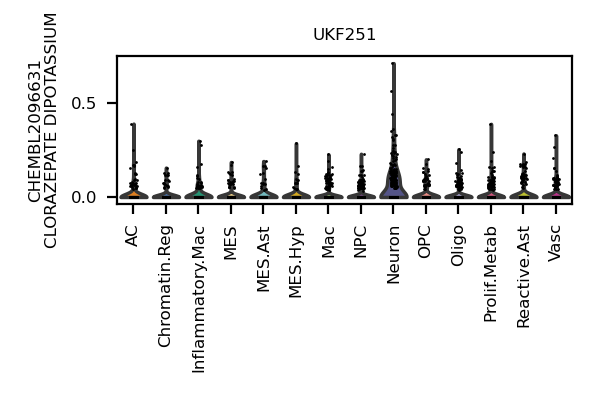 UKF251
CHEMBL2096631
CLORAZEPATE DIPOTASSIUM
0.5
0.0
AC
Chromatin.Reg
Inflammatory.Mac
MES
MES.Ast
MES.Hyp
Mac
NPC
Neuron
OPC
Oligo
Prolif.Metab
Reactive.Ast
Vasc